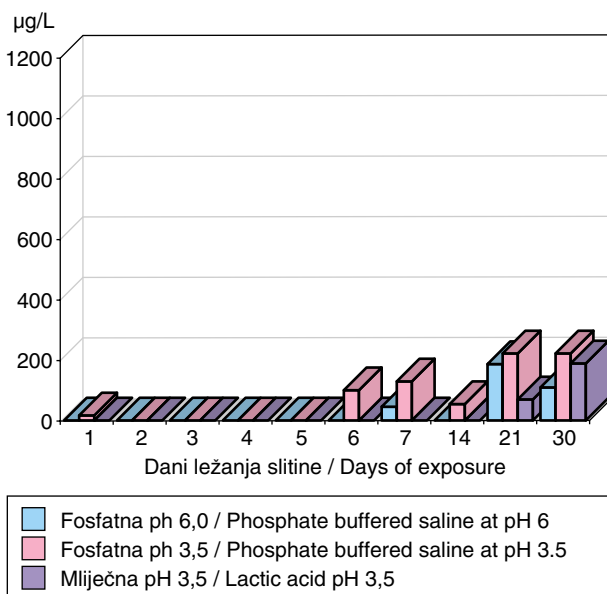 µg/L
1200
1000
800
600
400
200
0
1 2 3 4 5 6 7 14 21 30
Dani ležanja slitine / Days of exposure
Fosfatna ph 6,0 / Phosphate buffered saline at pH 6
Fosfatna ph 3,5 / Phosphate buffered saline at pH 3.5
Mliječna pH 3,5 / Lactic acid pH 3,5